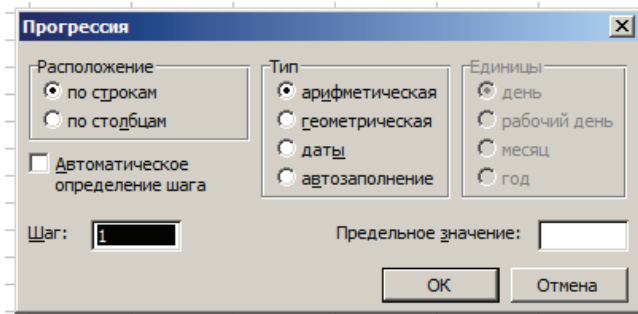 Прогрессия
Расположение
по строкам
по столбцам
Автоматическое
определение шага
Тип
арифметическая
геометрическая
даты
автозаполнение
Единицы
день
рабочий день
месяц
год
Шаг: 1
Предельное значение:
ОК
Отмена